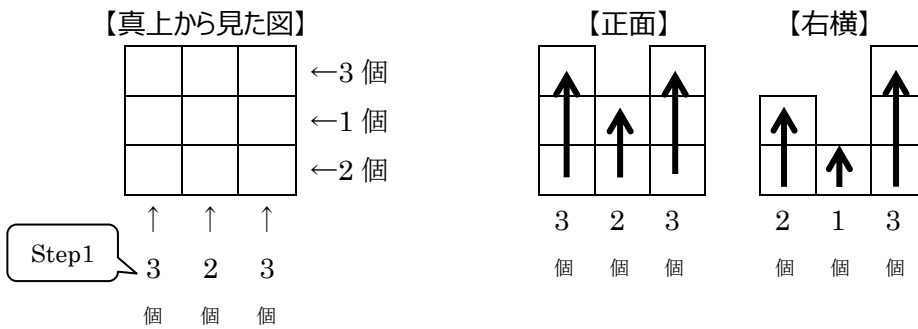 【真上から見た図】
【正面】
【右横】
←3 個
←1 個
←2 個
↑ ↑ ↑
Step1
3 2 3
個 個 個
3 2 3
個 個 個
2 1 3
個 個 個